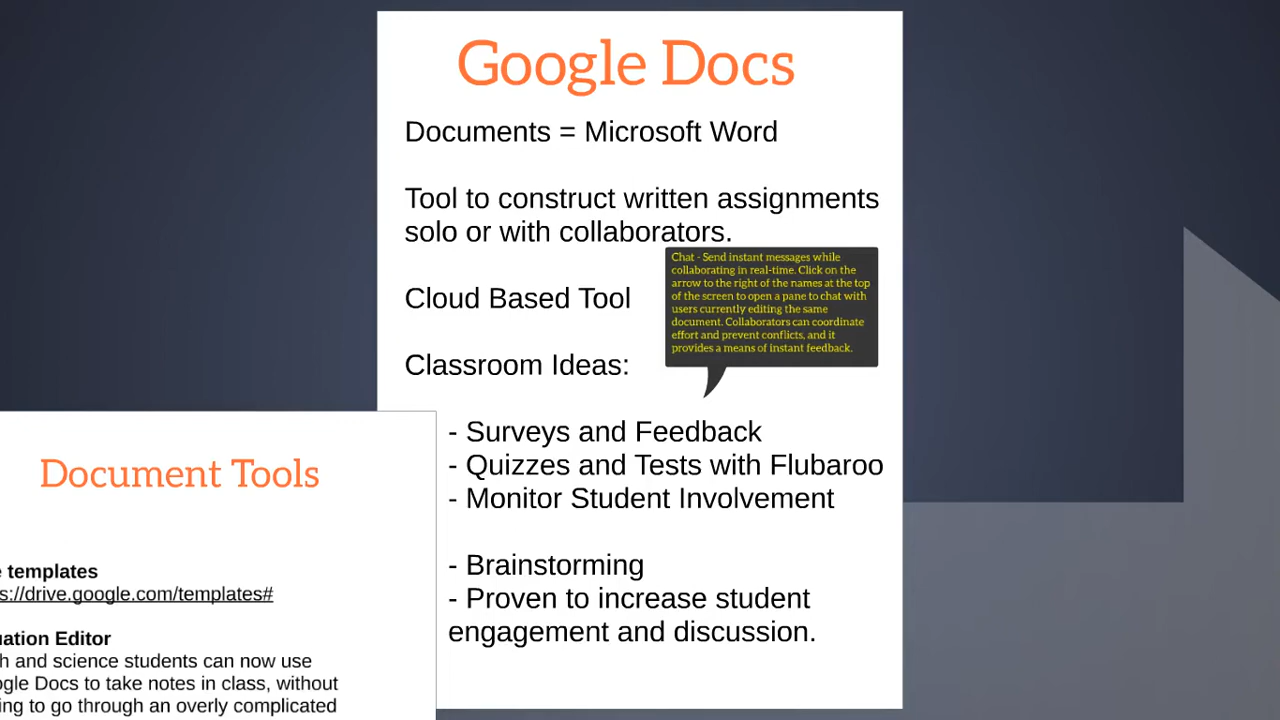 Google Docs
Documents = Microsoft Word
Tool to construct written assignments
solo or with collaborators.
Chat - Send instant messages while
collaborating in real-time. Click on the
arrow to the right of the names at the top
of the screen to open a pane to chat with
users currently editing the same
document. Collaborators can coordinate
effort and prevent conflicts, and it
provides a means of instant feedback.
Cloud Based Tool
Classroom Ideas:
- Surveys and Feedback
- Quizzes and Tests with Flubaroo
- Monitor Student Involvement
- Brainstorming
- Proven to increase student
engagement and discussion.
Document Tools
templates
s://drive.google.com/templates#
uation Editor
h and science students can now use
ogle Docs to take notes in class, without
ing to go through an overly complicated